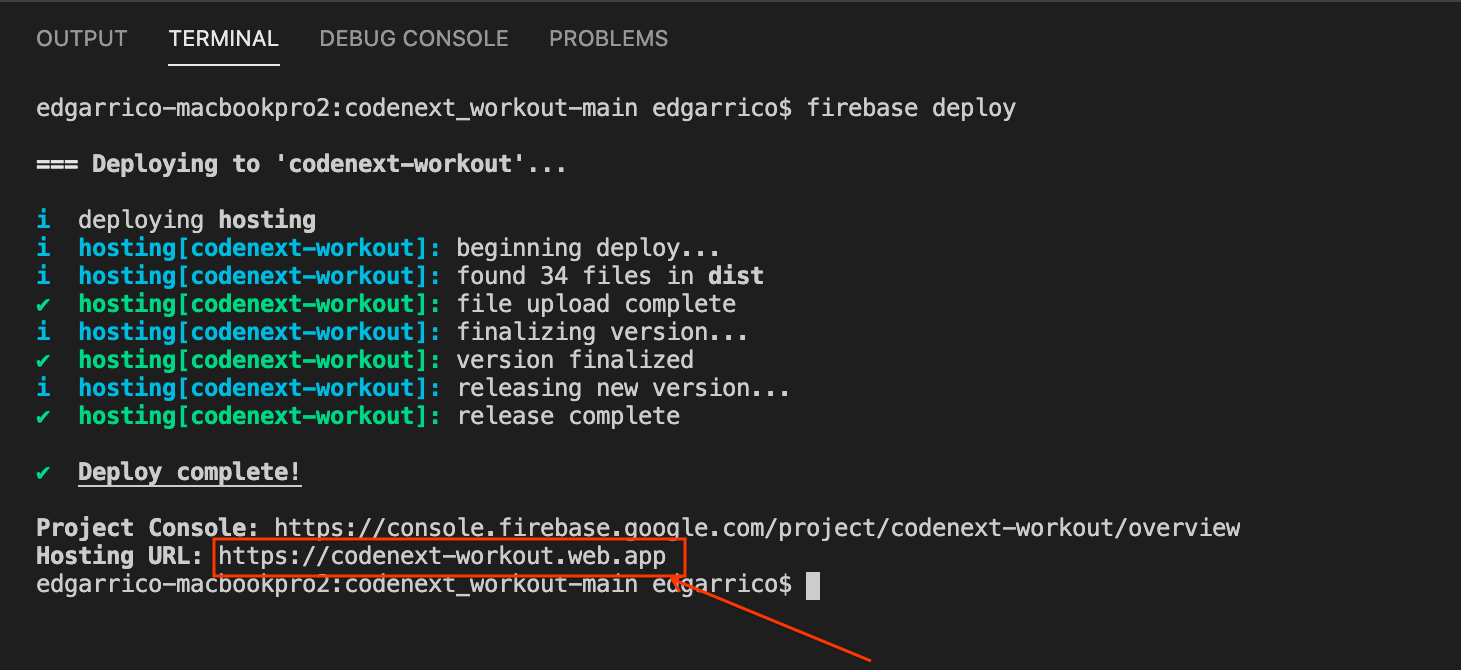 OUTPUT TERMINAL DEBUG CONSOLE PROBLEMS
edgarrico-macbookpro2:codenext_workout-main edgarrico$ firebase deploy
=== Deploying to 'codenext-workout'...
i deploying hosting
i hosting[codenext-workout]: beginning deploy...
i hosting[codenext-workout]: found 34 files in dist
✔ hosting[codenext-workout]: file upload complete
i hosting[codenext-workout]: finalizing version...
✔ hosting[codenext-workout]: version finalized
i hosting[codenext-workout]: releasing new version...
✔ hosting[codenext-workout]: release complete
✔ Deploy complete!
Project Console: https://console.firebase.google.com/project/codenext-workout/overview
Hosting URL: https://codenext-workout.web.app
edgarrico-macbookpro2:codenext_workout-main edgarrico$